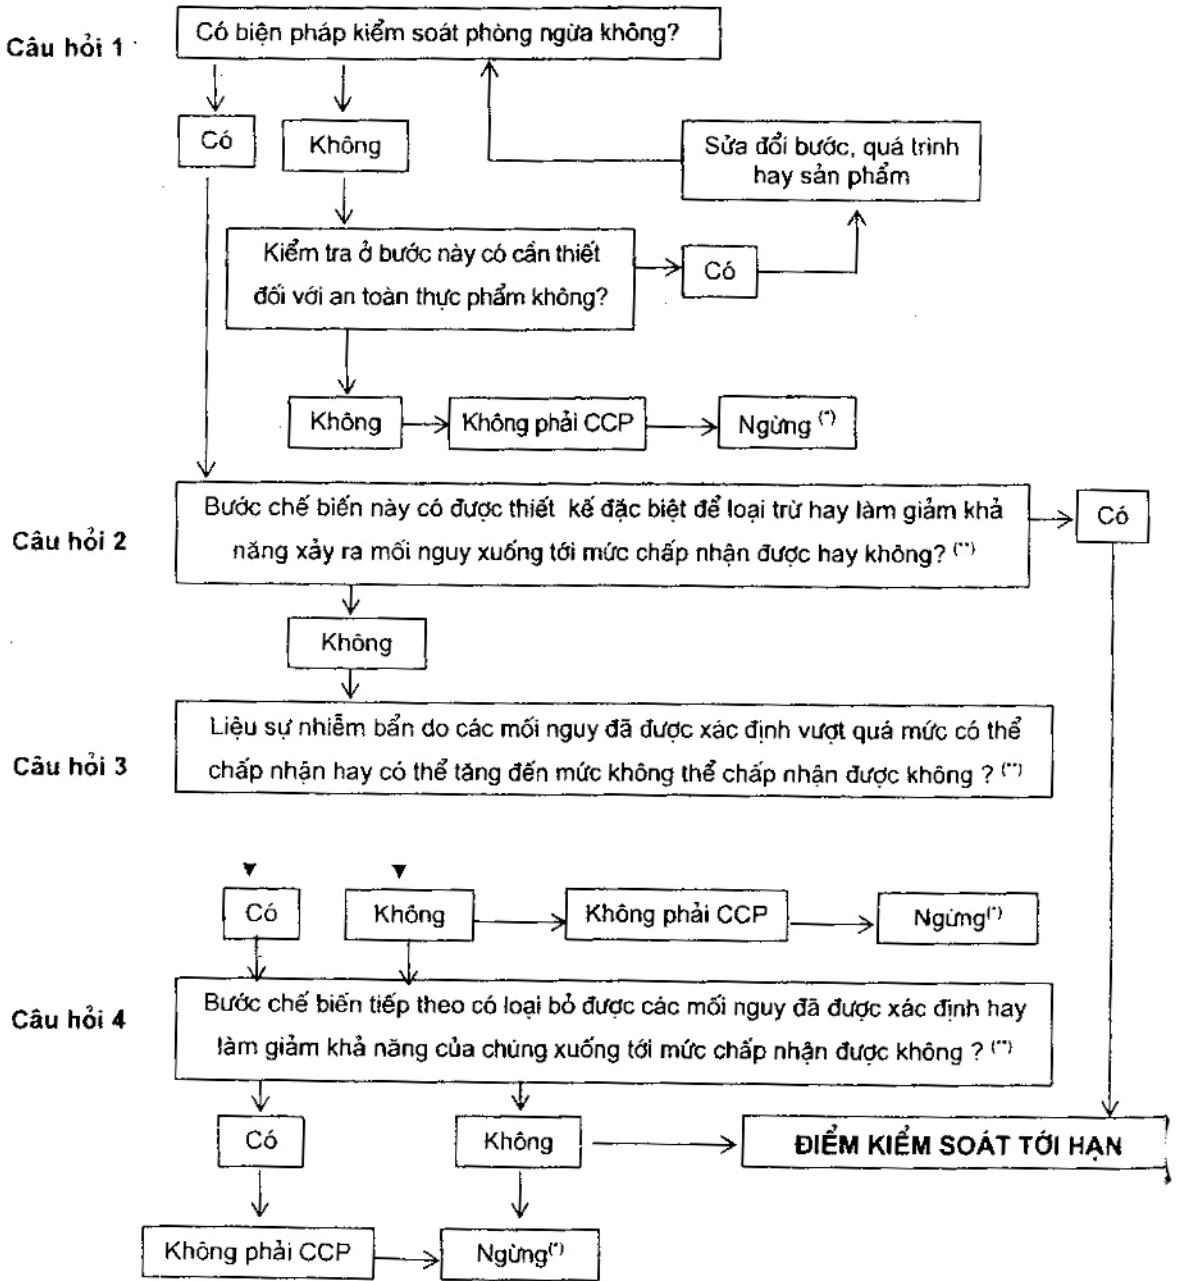 Có biện pháp kiểm soát phòng ngừa không?
Câu hỏi 1
Có
Không
Sửa đổi bước, quá trình
hay sản phẩm
Kiểm tra ở bước này có cần thiết
đối với an toàn thực phẩm không?
Có
Không
Không phải CCP
Ngừng (*)
Câu hỏi 2
Bước chế biến này có được thiết kế đặc biệt để loại trừ hay làm giảm khả
năng xảy ra mối nguy xuống tới mức chấp nhận được hay không? (**)
Có
Không
Câu hỏi 3
Liệu sự nhiễm bẩn do các mối nguy đã được xác định vượt quá mức có thể
chấp nhận hay có thể tăng đến mức không thể chấp nhận được không ? (**)
Có
Không
Không phải CCP
Ngừng(*)
Câu hỏi 4
Bước chế biến tiếp theo có loại bỏ được các mối nguy đã được xác định hay
làm giảm khả năng của chúng xuống tới mức chấp nhận được không ? (**)
Có
Không
ĐIỂM KIỂM SOÁT TỚI HẠN
Không phải CCP
Ngừng(*)